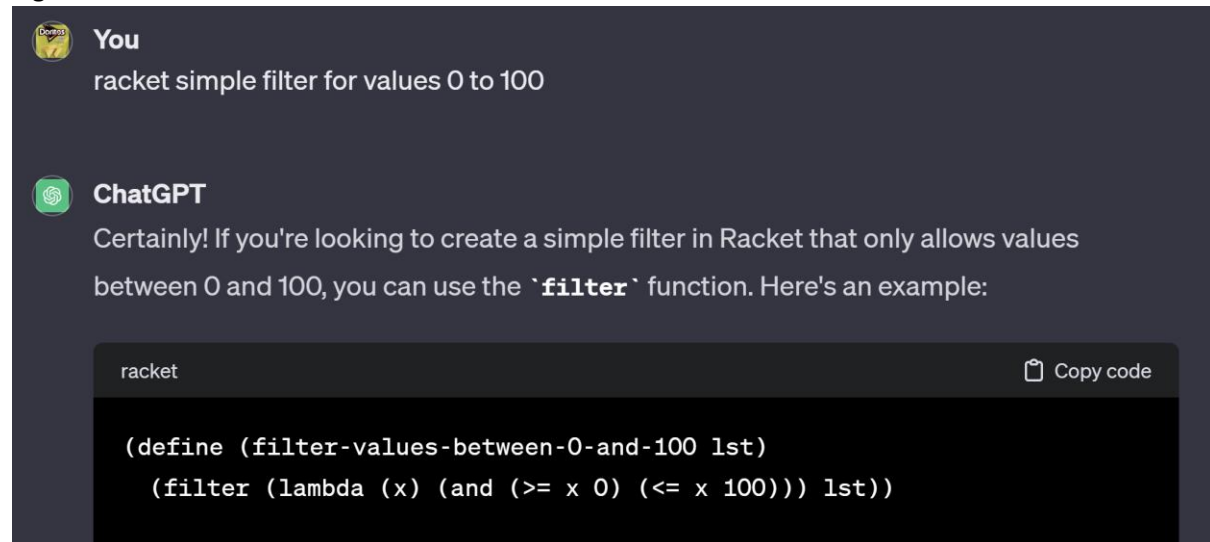 Doritos
You
racket simple filter for values 0 to 100
ChatGPT
Certainly! If you're looking to create a simple filter in Racket that only allows values
between 0 and 100, you can use the `filter` function. Here's an example:
racket Copy code
(define (filter-values-between-0-and-100 lst)
(filter (lambda (x) (and (>= x 0) (<= x 100))) lst))